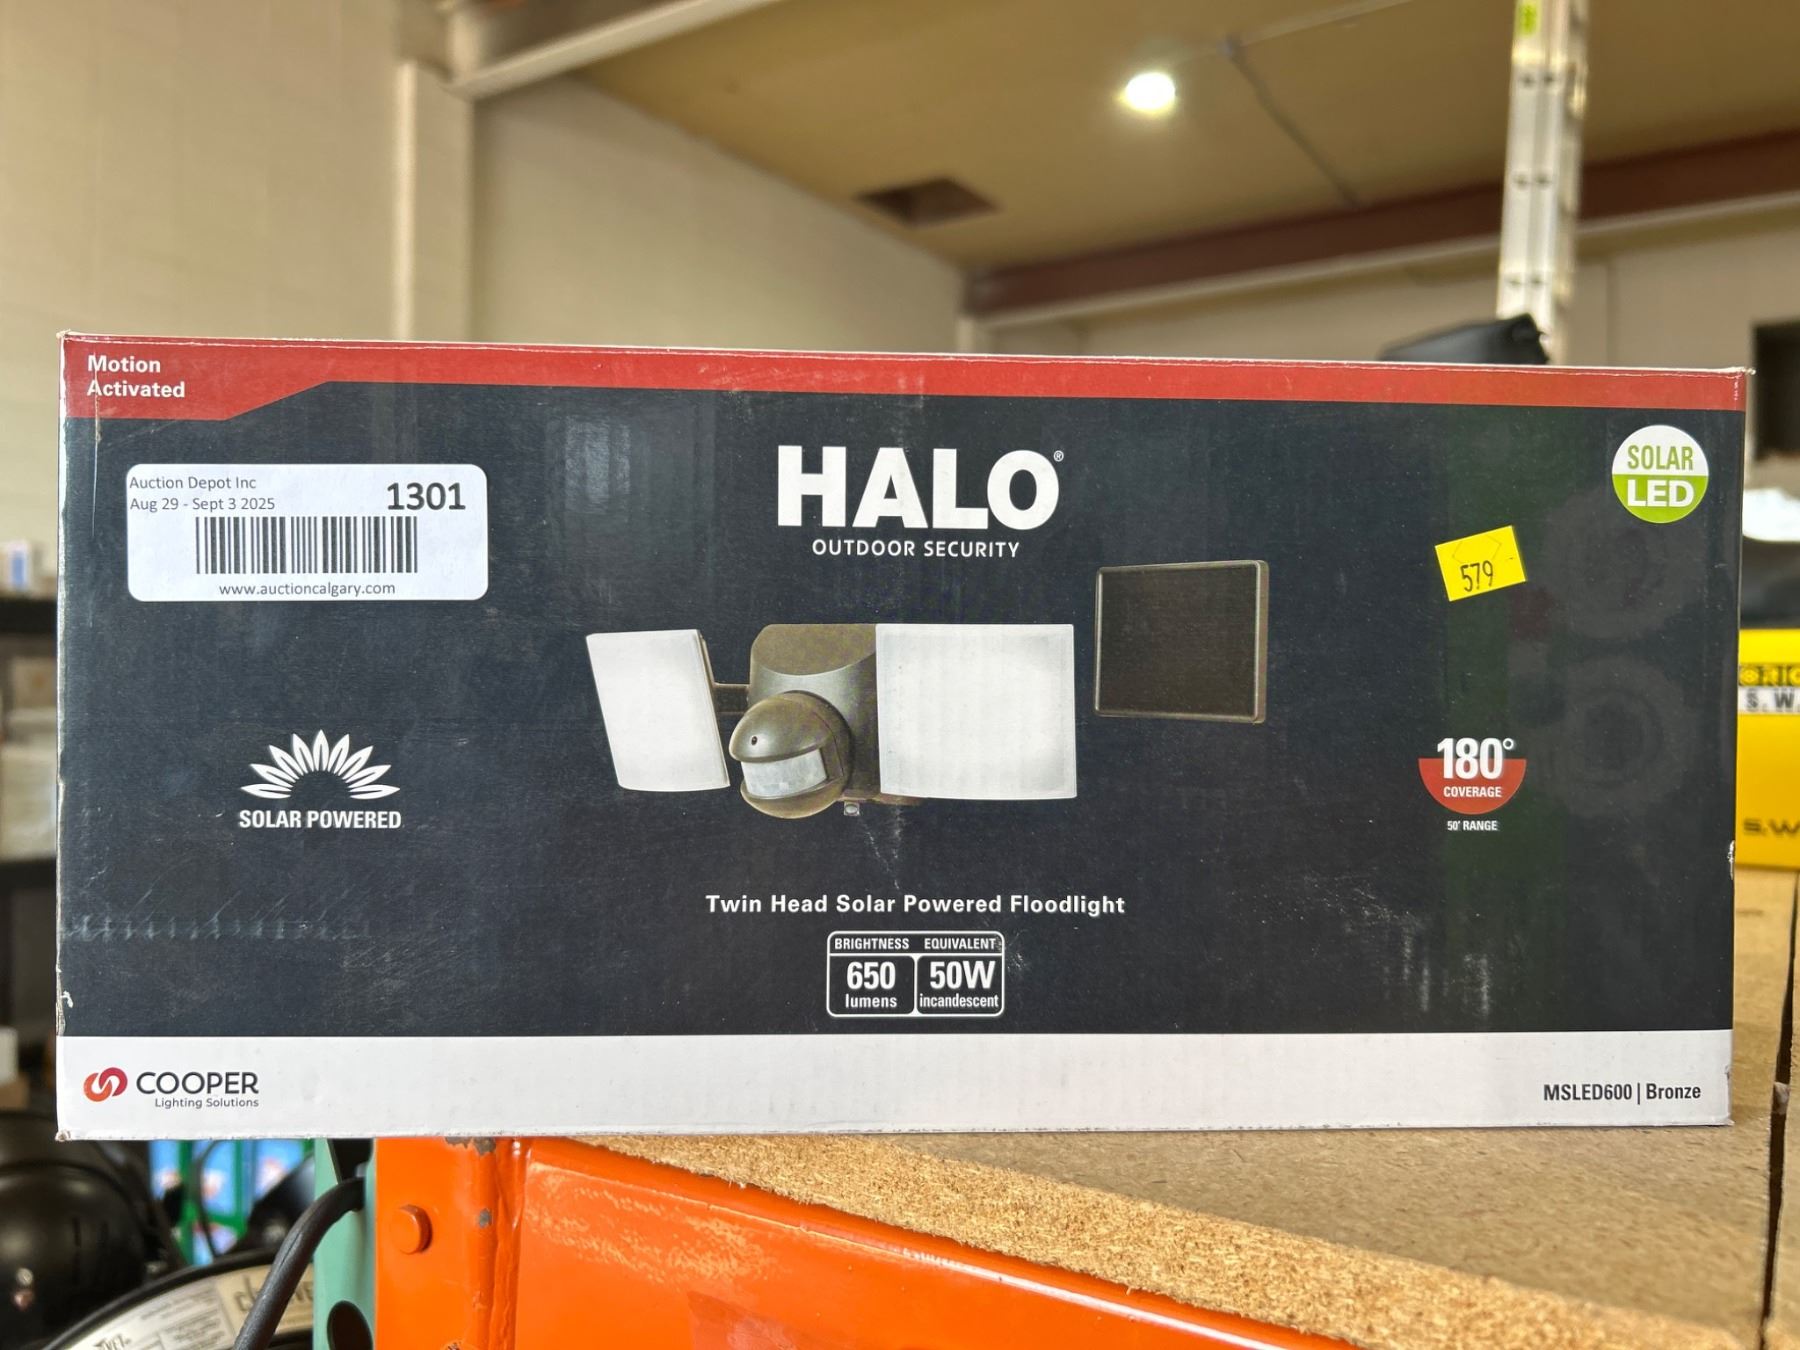 Motion
Activated
Auction Depot Inc
Aug 29 - Sept 3 2025
1301
www.auctioncalgary.com
HALO®
OUTDOOR SECURITY
SOLAR
LED
579
SOLAR POWERED
180°
COVERAGE
50' RANGE
Twin Head Solar Powered Floodlight
BRIGHTNESS EQUIVALENT
650 50W
lumens incandescent
COOPER
Lighting Solutions
MSLED600 | Bronze
S.W